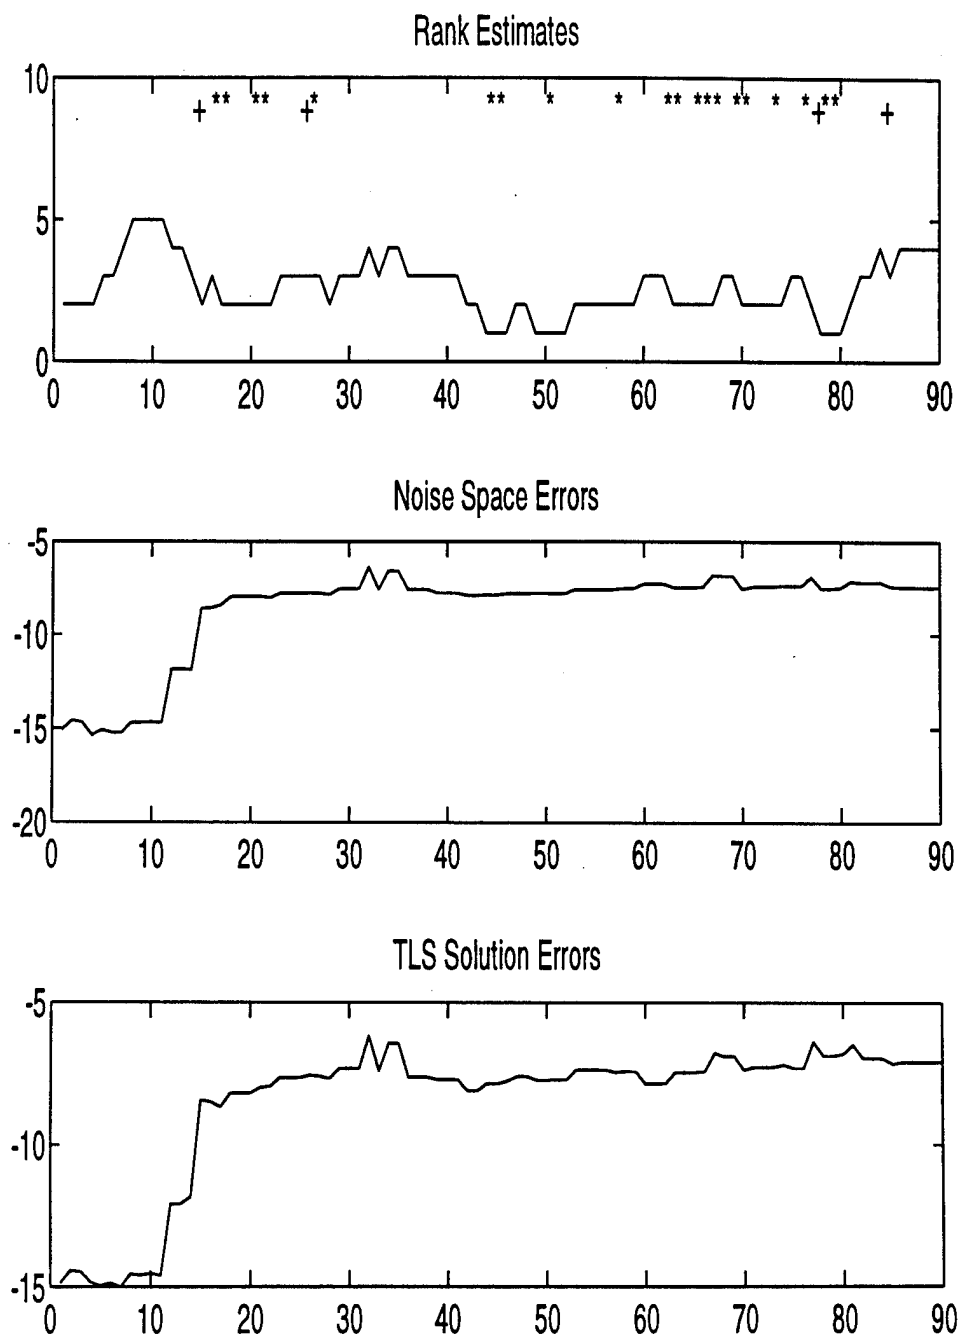 Rank Estimates
10
** ** * ** * * ** *** ** * * **
+ + + +
5
0
0 10 20 30 40 50 60 70 80 90
Noise Space Errors
-5
-10
-15
-20
0 10 20 30 40 50 60 70 80 90
TLS Solution Errors
-5
-10
-15
0 10 20 30 40 50 60 70 80 90